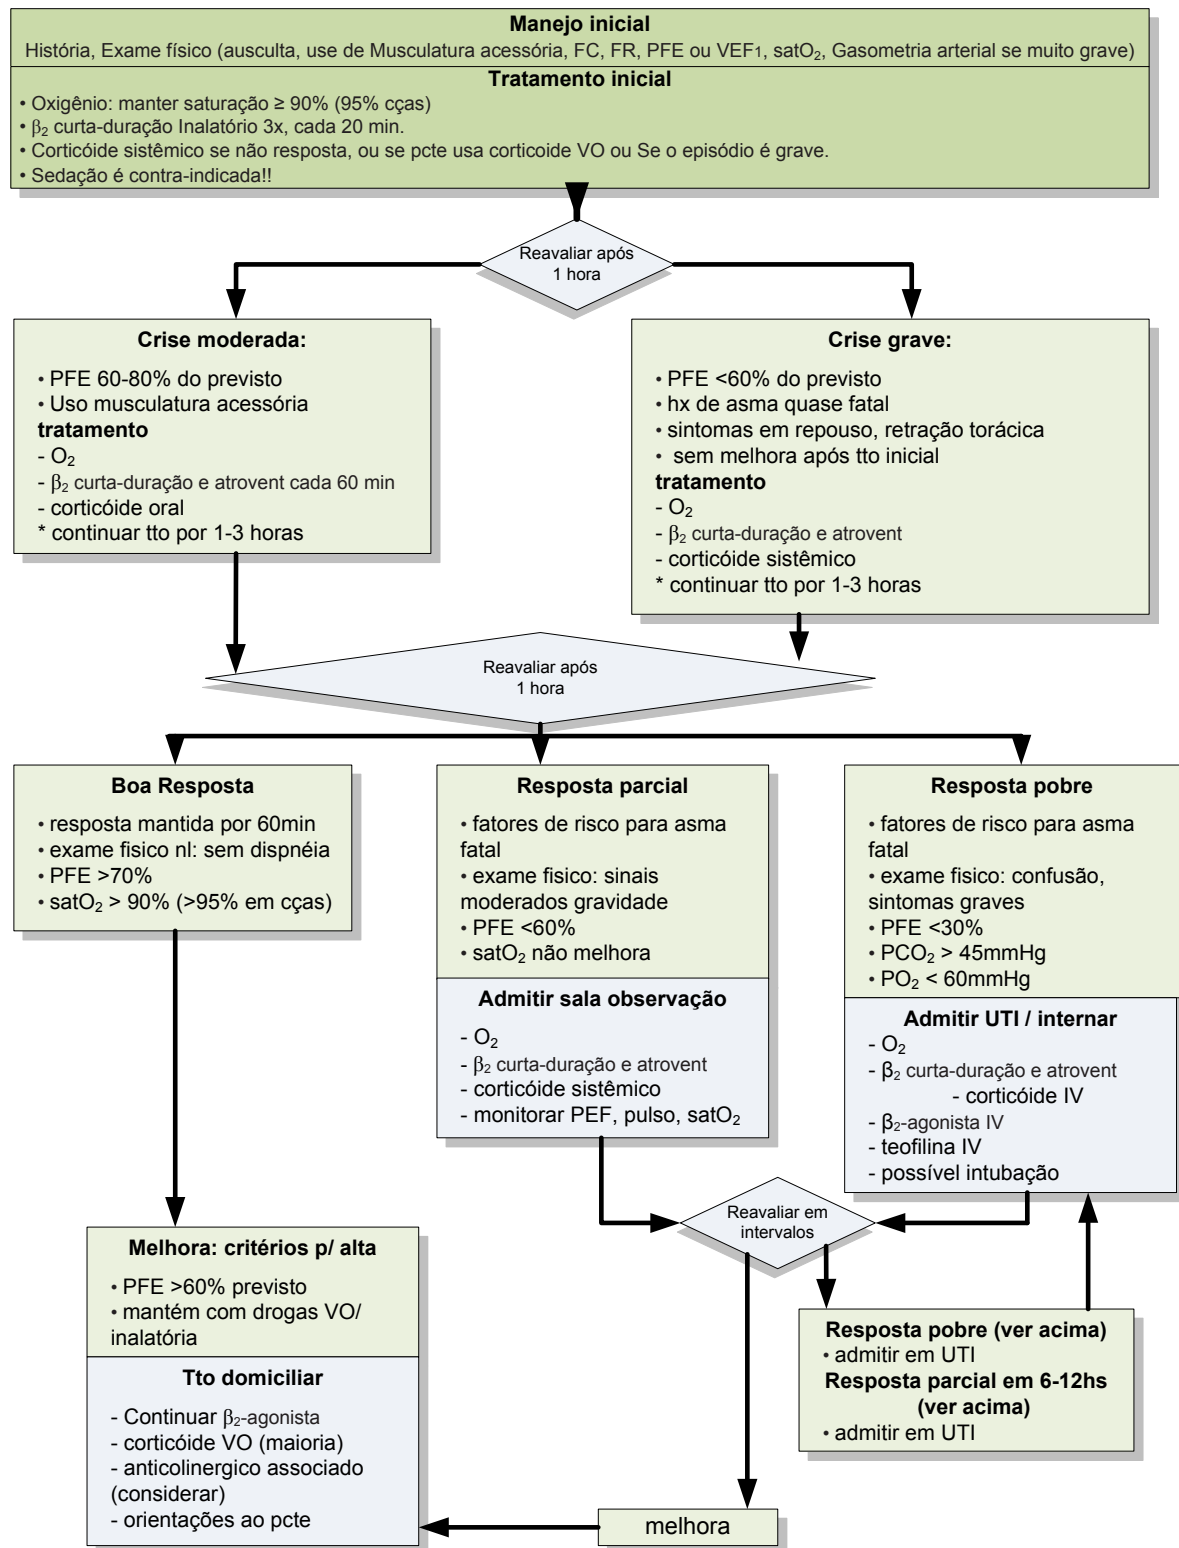 Manejo inicial
História, Exame físico (ausculta, use de Musculatura acessória, FC, FR, PFE ou VEF1, satO₂, Gasometria arterial se muito grave)
Tratamento inicial
• Oxigênio: manter saturação ≥ 90% (95% cças)
• β₂ curta-duração Inalatório 3x, cada 20 min.
• Corticóide sistêmico se não resposta, ou se pcte usa corticoide VO ou Se o episódio é grave.
• Sedação é contra-indicada!!
Reavaliar após
1 hora
Crise moderada:
• PFE 60-80% do previsto
• Uso musculatura acessória
tratamento
- O₂
- β₂ curta-duração e atrovent cada 60 min
- corticóide oral
* continuar tto por 1-3 horas
Crise grave:
• PFE <60% do previsto
• hx de asma quase fatal
• sintomas em repouso, retração torácica
• sem melhora após tto inicial
tratamento
- O₂
- β₂ curta-duração e atrovent
- corticóide sistêmico
* continuar tto por 1-3 horas
Reavaliar após
1 hora
Boa Resposta
• resposta mantida por 60min
• exame fisico nl: sem dispnéia
• PFE >70%
• satO₂ > 90% (>95% em cças)
Resposta parcial
• fatores de risco para asma
fatal
• exame fisico: sinais
moderados gravidade
• PFE <60%
• satO₂ não melhora
Admitir sala observação
- O₂
- β₂ curta-duração e atrovent
- corticóide sistêmico
- monitorar PEF, pulso, satO₂
Resposta pobre
• fatores de risco para asma
fatal
• exame fisico: confusão,
sintomas graves
• PFE <30%
• PCO₂ > 45mmHg
• PO₂ < 60mmHg
Admitir UTI / internar
- O₂
- β₂ curta-duração e atrovent
- corticóide IV
- β₂-agonista IV
- teofilina IV
- possível intubação
Reavaliar em
intervalos
Melhora: critérios p/ alta
• PFE >60% previsto
• mantém com drogas VO/
inalatória
Tto domiciliar
- Continuar β₂-agonista
- corticóide VO (maioria)
- anticolinergico associado
(considerar)
- orientações ao pcte
Resposta pobre (ver acima)
• admitir em UTI
Resposta parcial em 6-12hs
(ver acima)
• admitir em UTI
melhora